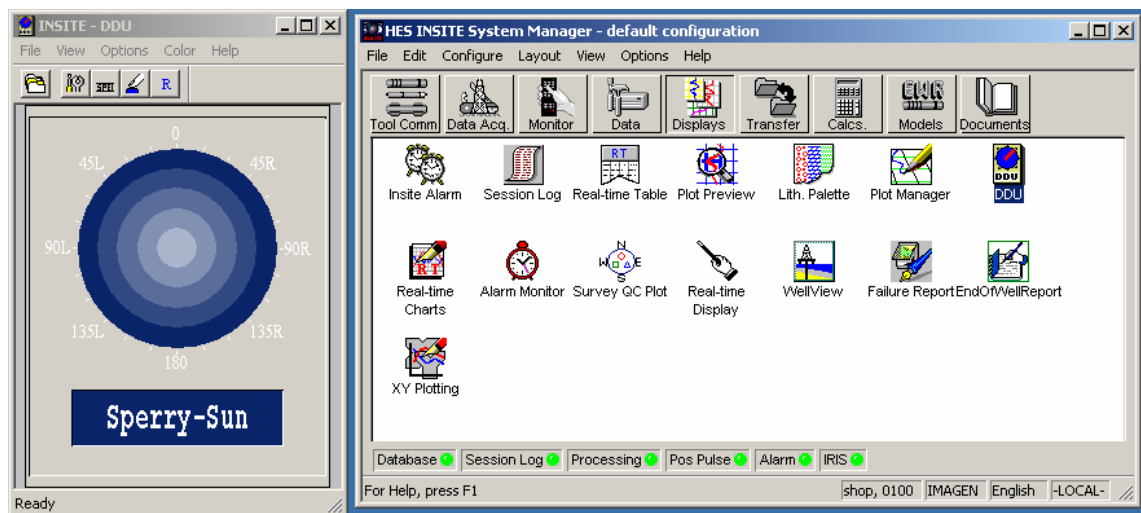 INSITE - DDU
File View Options Color Help
SPII R
0
45L 45R
90L 90R
135L 135R
180
Sperry-Sun
Ready
HES INSITE System Manager - default configuration
File Edit Configure Layout View Options Help
Tool Comm Data Acq. Monitor Data Displays Transfer Calcs. Models Documents
RT DDU
Insite Alarm Session Log Real-time Table Plot Preview Lith. Palette Plot Manager DDU
RT N W E S
Real-time Charts Alarm Monitor Survey QC Plot Real-time Display WellView Failure Report EndOfWellReport
XY Plotting
Database Session Log Processing Pos Pulse Alarm IRIS
For Help, press F1 shop, 0100 IMAGEN English -LOCAL-